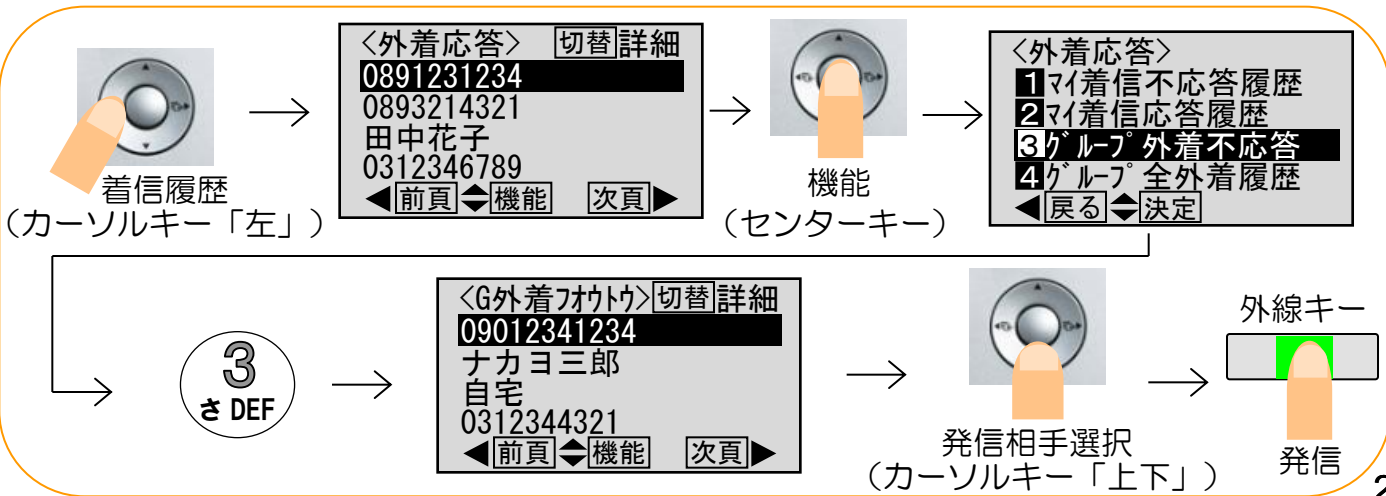 〈外着応答〉 切替 詳細
0891231234
0893214321
田中花子
0312346789
◀前頁 機能 次頁▶
着信履歴
（カーソルキー「左」）
機能
（センターキー）
〈外着応答〉
1ﾏｲ着信不応答履歴
2ﾏｲ着信応答履歴
3ｸﾞﾙｰﾌﾟ外着不応答
4ｸﾞﾙｰﾌﾟ全外着履歴
◀戻る 決定
3
さ DEF
〈G外着ﾌｵｳﾄｳ〉切替 詳細
09012341234
ナカヨ三郎
自宅
0312344321
◀前頁 機能 次頁▶
発信相手選択
（カーソルキー「上下」）
外線キー
発信